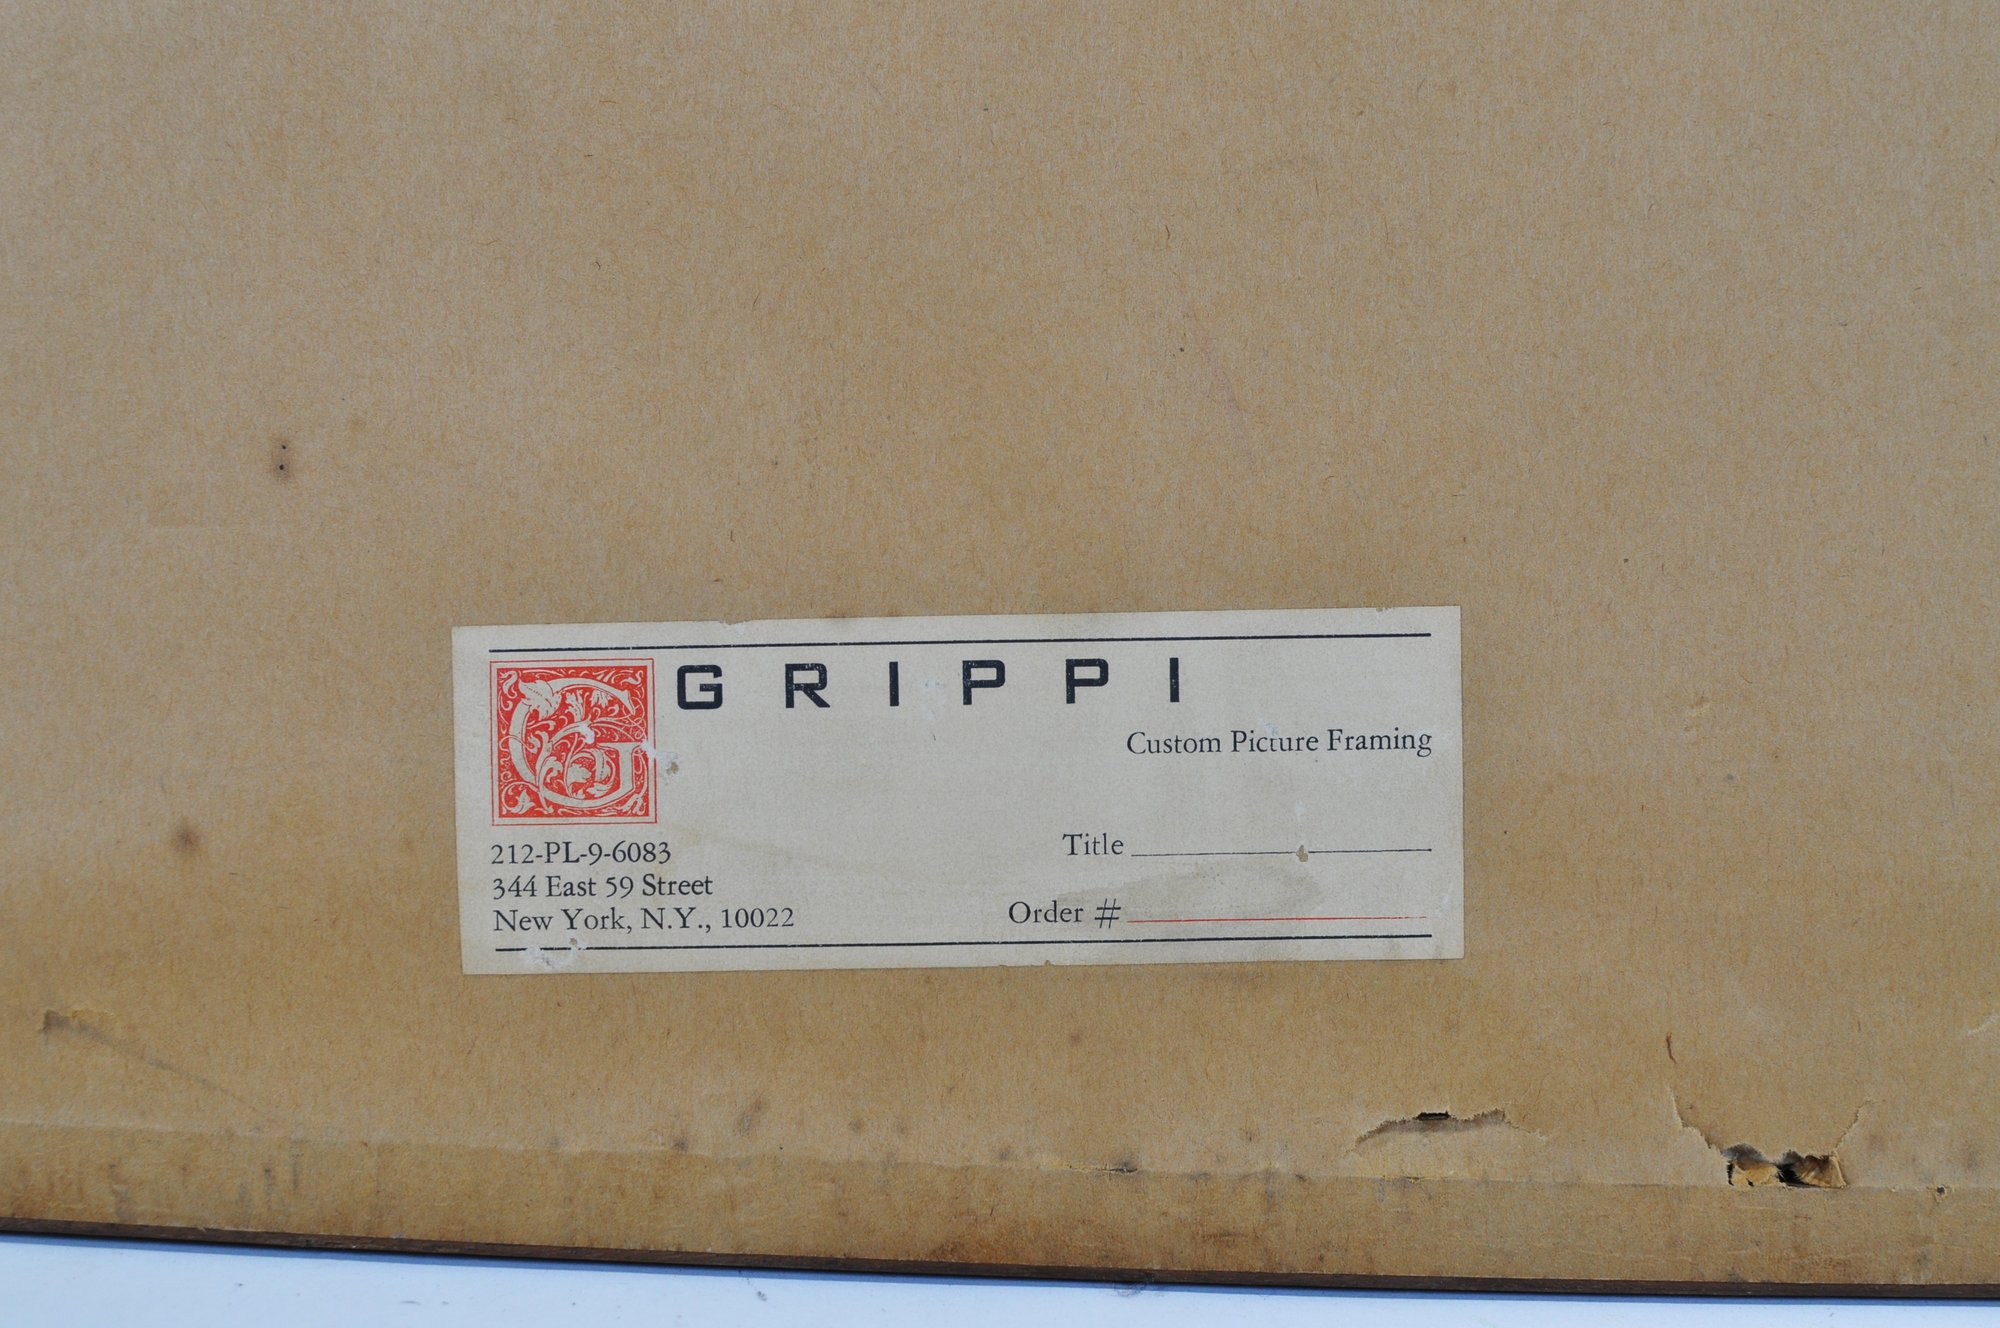 G
GRIPPI
Custom Picture Framing
212-PL-9-6083
344 East 59 Street
New York, N.Y., 10022
Title
Order #